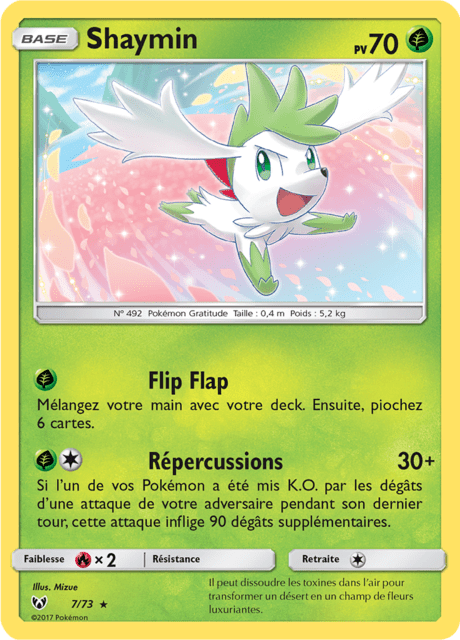 BASE Shaymin PV 70
N° 492 Pokémon Gratitude Taille : 0,4 m Poids : 5,2 kg
Flip Flap
Mélangez votre main avec votre deck. Ensuite, piochez
6 cartes.
Répercussions 30+
Si l'un de vos Pokémon a été mis K.O. par les dégâts
d'une attaque de votre adversaire pendant son dernier
tour, cette attaque inflige 90 dégâts supplémentaires.
Faiblesse ×2 Résistance Retraite
Illus. Mizue
7/73 ★
©2017 Pokémon
Il peut dissoudre les toxines dans l'air pour
transformer un désert en un champ de fleurs
luxuriantes.